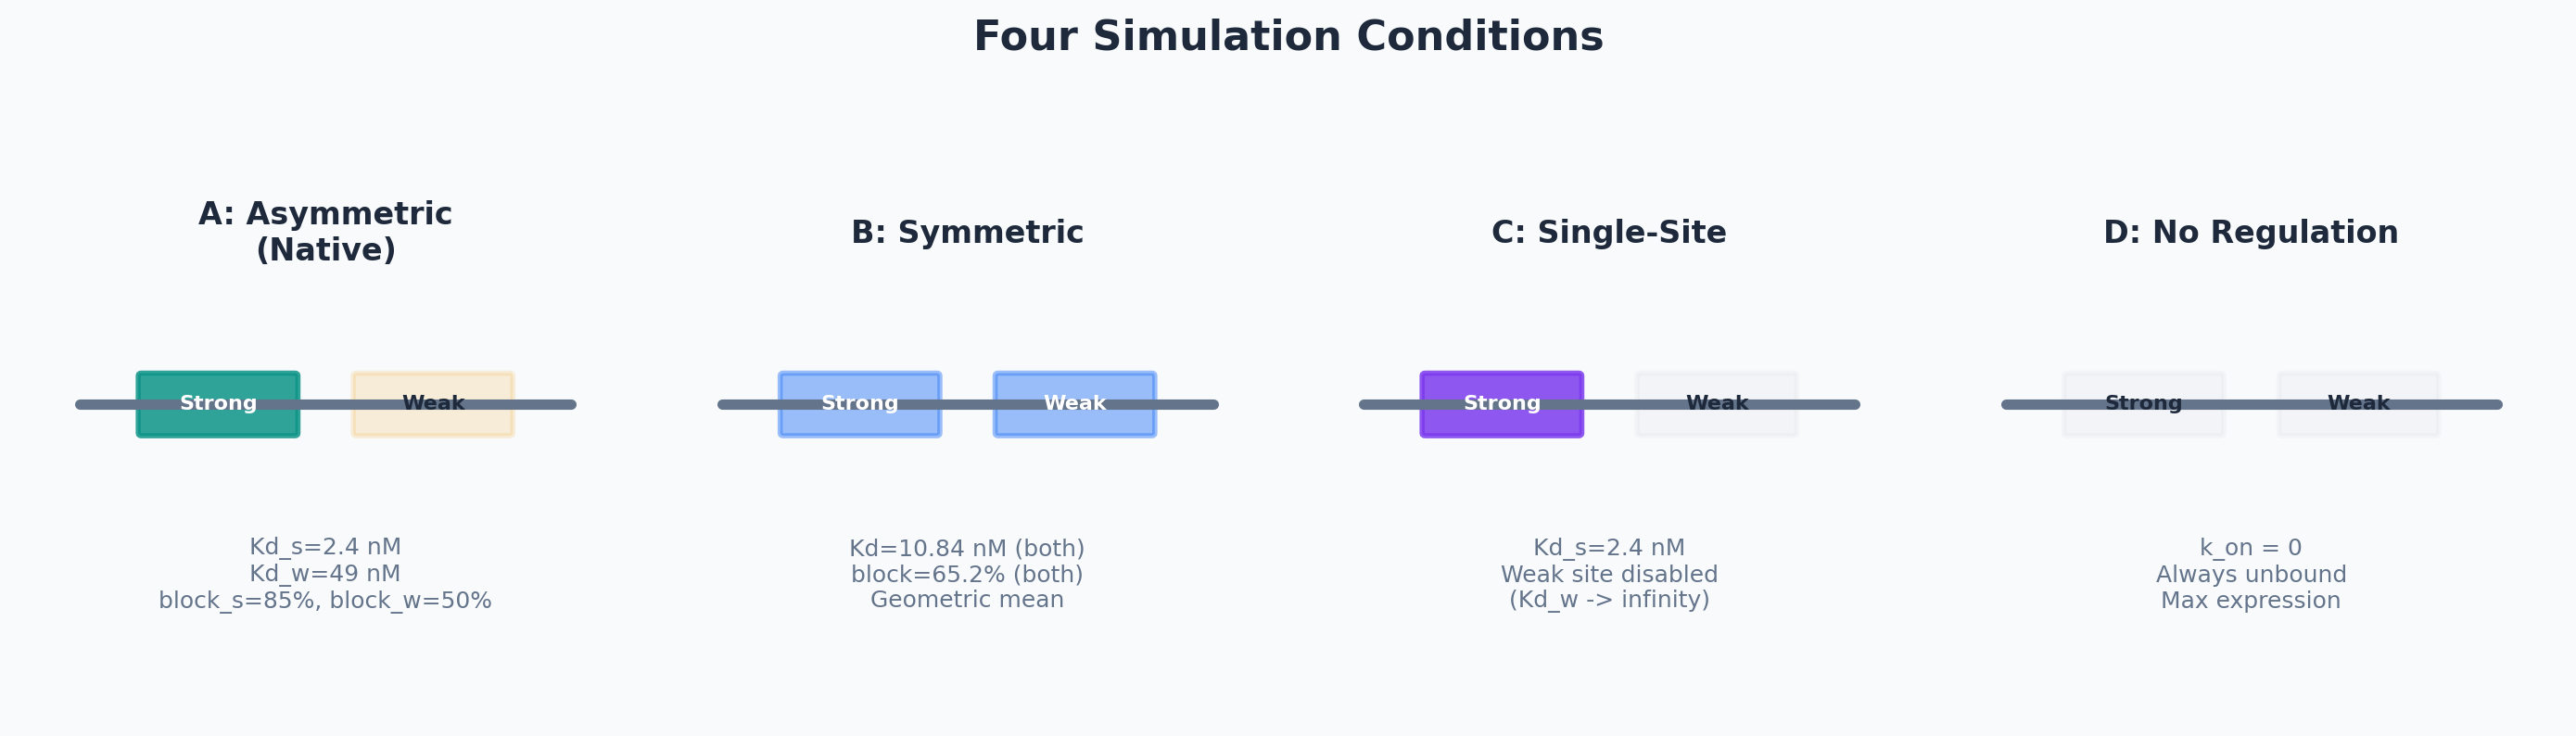 Four Simulation Conditions
A: Asymmetric
(Native)
Strong
Weak
Kd_s=2.4 nM
Kd_w=49 nM
block_s=85%, block_w=50%
B: Symmetric
Strong
Weak
Kd=10.84 nM (both)
block=65.2% (both)
Geometric mean
C: Single-Site
Strong
Weak
Kd_s=2.4 nM
Weak site disabled
(Kd_w -> infinity)
D: No Regulation
Strong
Weak
k_on = 0
Always unbound
Max expression